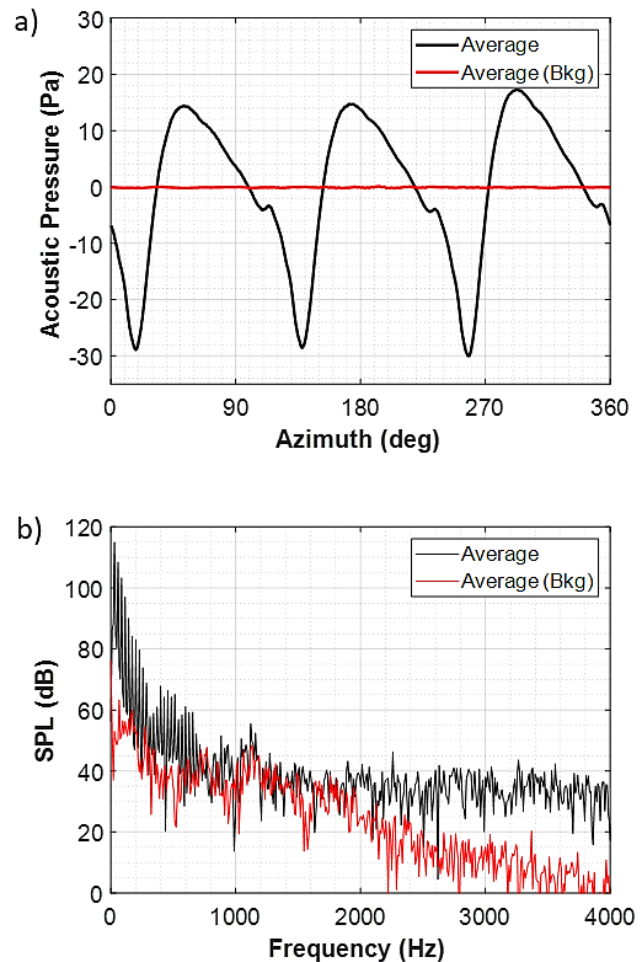 a)
30
20
10
0
-10
-20
-30
Acoustic Pressure (Pa)
Average
Average (Bkg)
0 90 180 270 360
Azimuth (deg)
b)
120
100
80
60
40
20
0
SPL (dB)
Average
Average (Bkg)
0 1000 2000 3000 4000
Frequency (Hz)